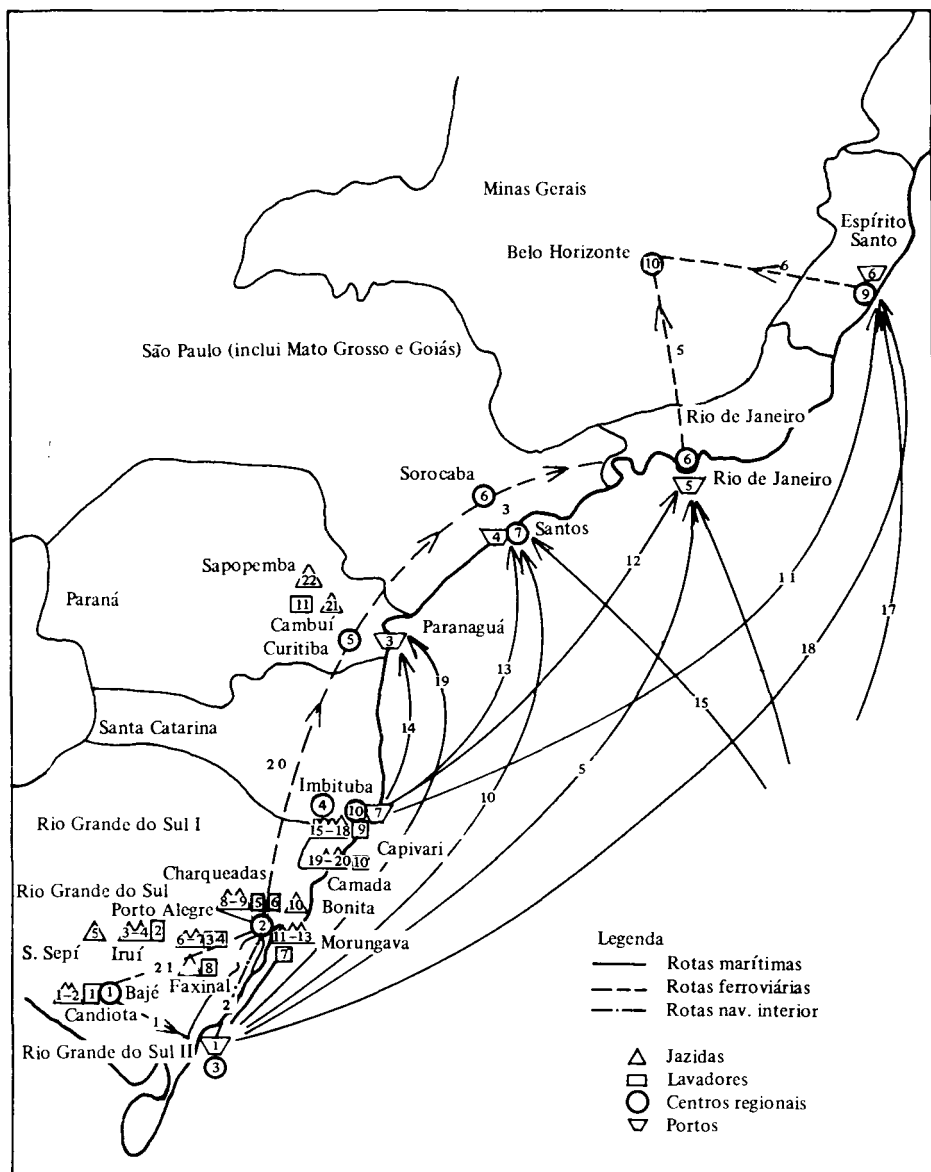 Minas Gerais
Espírito
Santo
Belo Horizonte
10
6
6
9
São Paulo (inclui Mato Grosso e Goiás)
5
Rio de Janeiro
Sorocaba
6
6
5
Rio de Janeiro
3
4
7
Santos
12
11
Sapopemba
22
Paraná
11
21
Cambuí
Curitiba
5
3
Paranaguá
17
18
13
19
15
14
Santa Catarina
5
10
20
Imbituba
4
10
7
Rio Grande do Sul I
15-18
9
Capivari
19-20
10
Camada
Charqueadas
Rio Grande do Sul
8-9
5
6
10
Bonita
Porto Alegre
2
5
3-4
2
6-7
3
4
11-13
Morungava
S. Sepí
Iruí
7
21
8
Faxinal
1-2
1
1
Bajé
2
Candiota
1
Rio Grande do Sul II
1
3
Legenda
Rotas marítimas
Rotas ferroviárias
Rotas nav. interior
Jazidas
Lavadores
Centros regionais
Portos